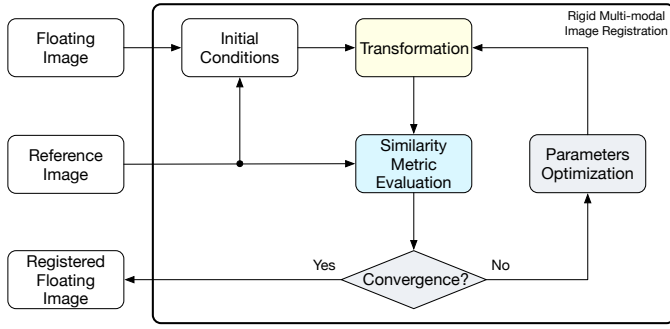 Floating
Image
Initial
Conditions
Transformation
Rigid Multi-modal
Image Registration
Reference
Image
Similarity
Metric
Evaluation
Parameters
Optimization
Registered
Floating
Image
Yes
Convergence?
No